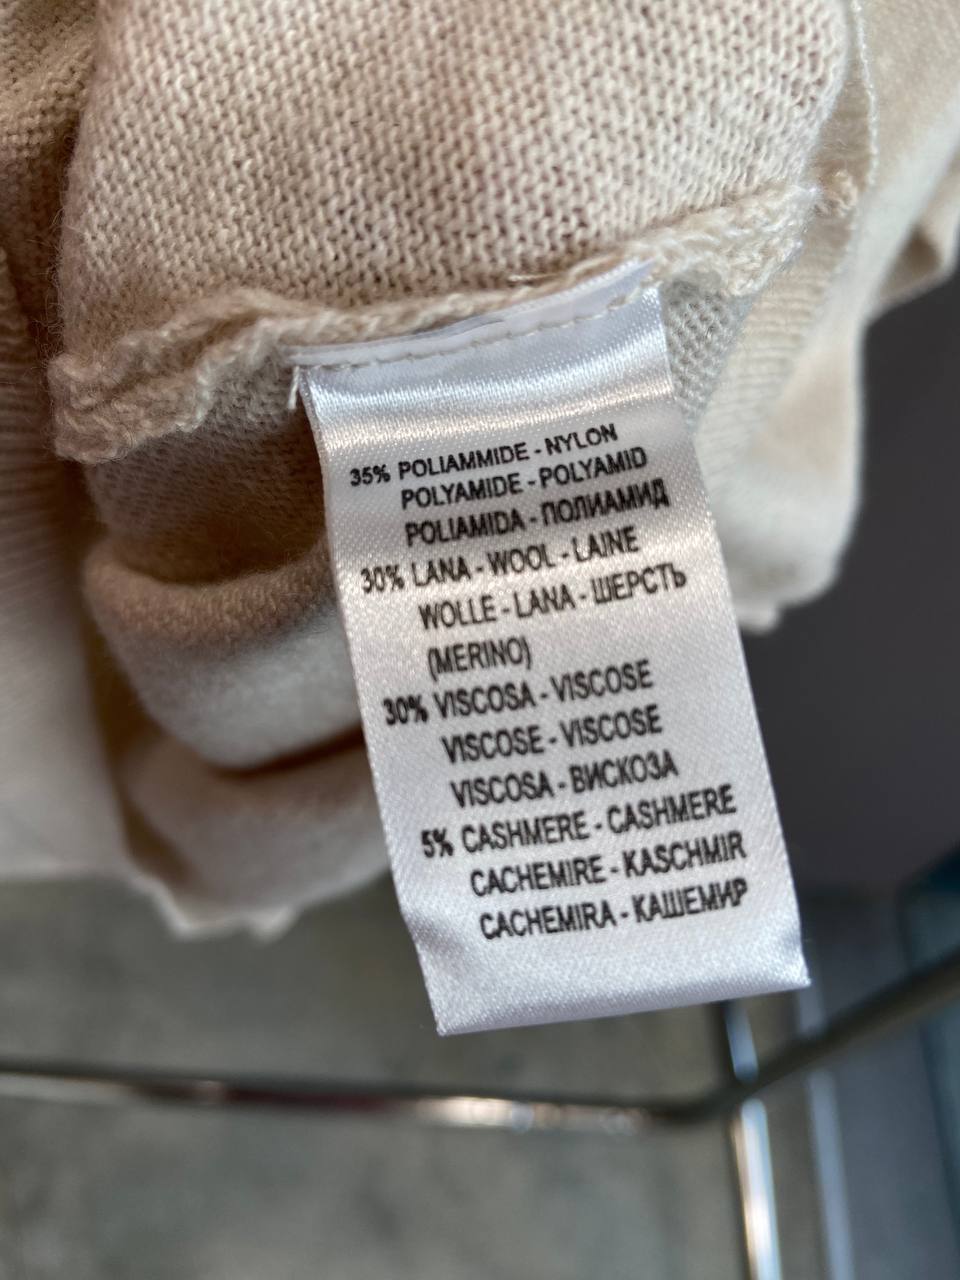 35% POLIAMMIDE - NYLON
POLYAMIDE - POLYAMID
POLIAMIDA - ПОЛИАМИД
30% LANA - WOOL - LAINE
WOLLE - LANA - ШЕРСТЬ
(MERINO)
30% VISCOSA - VISCOSE
VISCOSE - VISCOSE
VISCOSA - ВИСКОЗА
5% CASHMERE - CASHMERE
CACHEMIRE - KASCHMIR
CACHEMIRA - КАШЕМИР